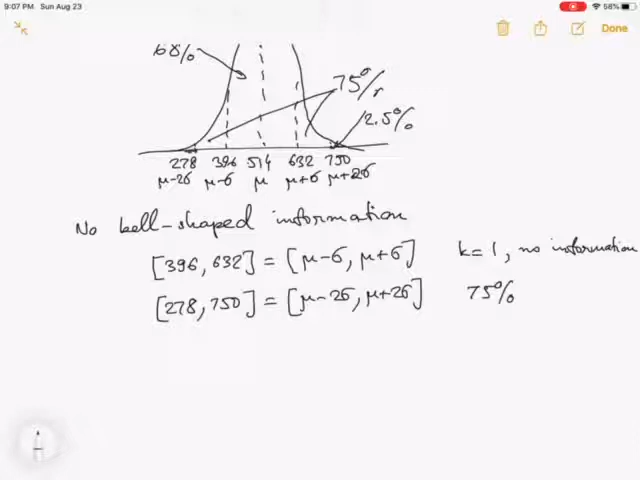 9:07 PM Sun Aug 23
58%
Done
68%
75%
2.5%
278 396 514 632 750
μ-2σ μ-σ μ μ+σ μ+2σ
No bell-shaped information
[396, 632] = [μ-σ, μ+σ] k=1, no information
[278, 750] = [μ-2σ, μ+2σ] 75%